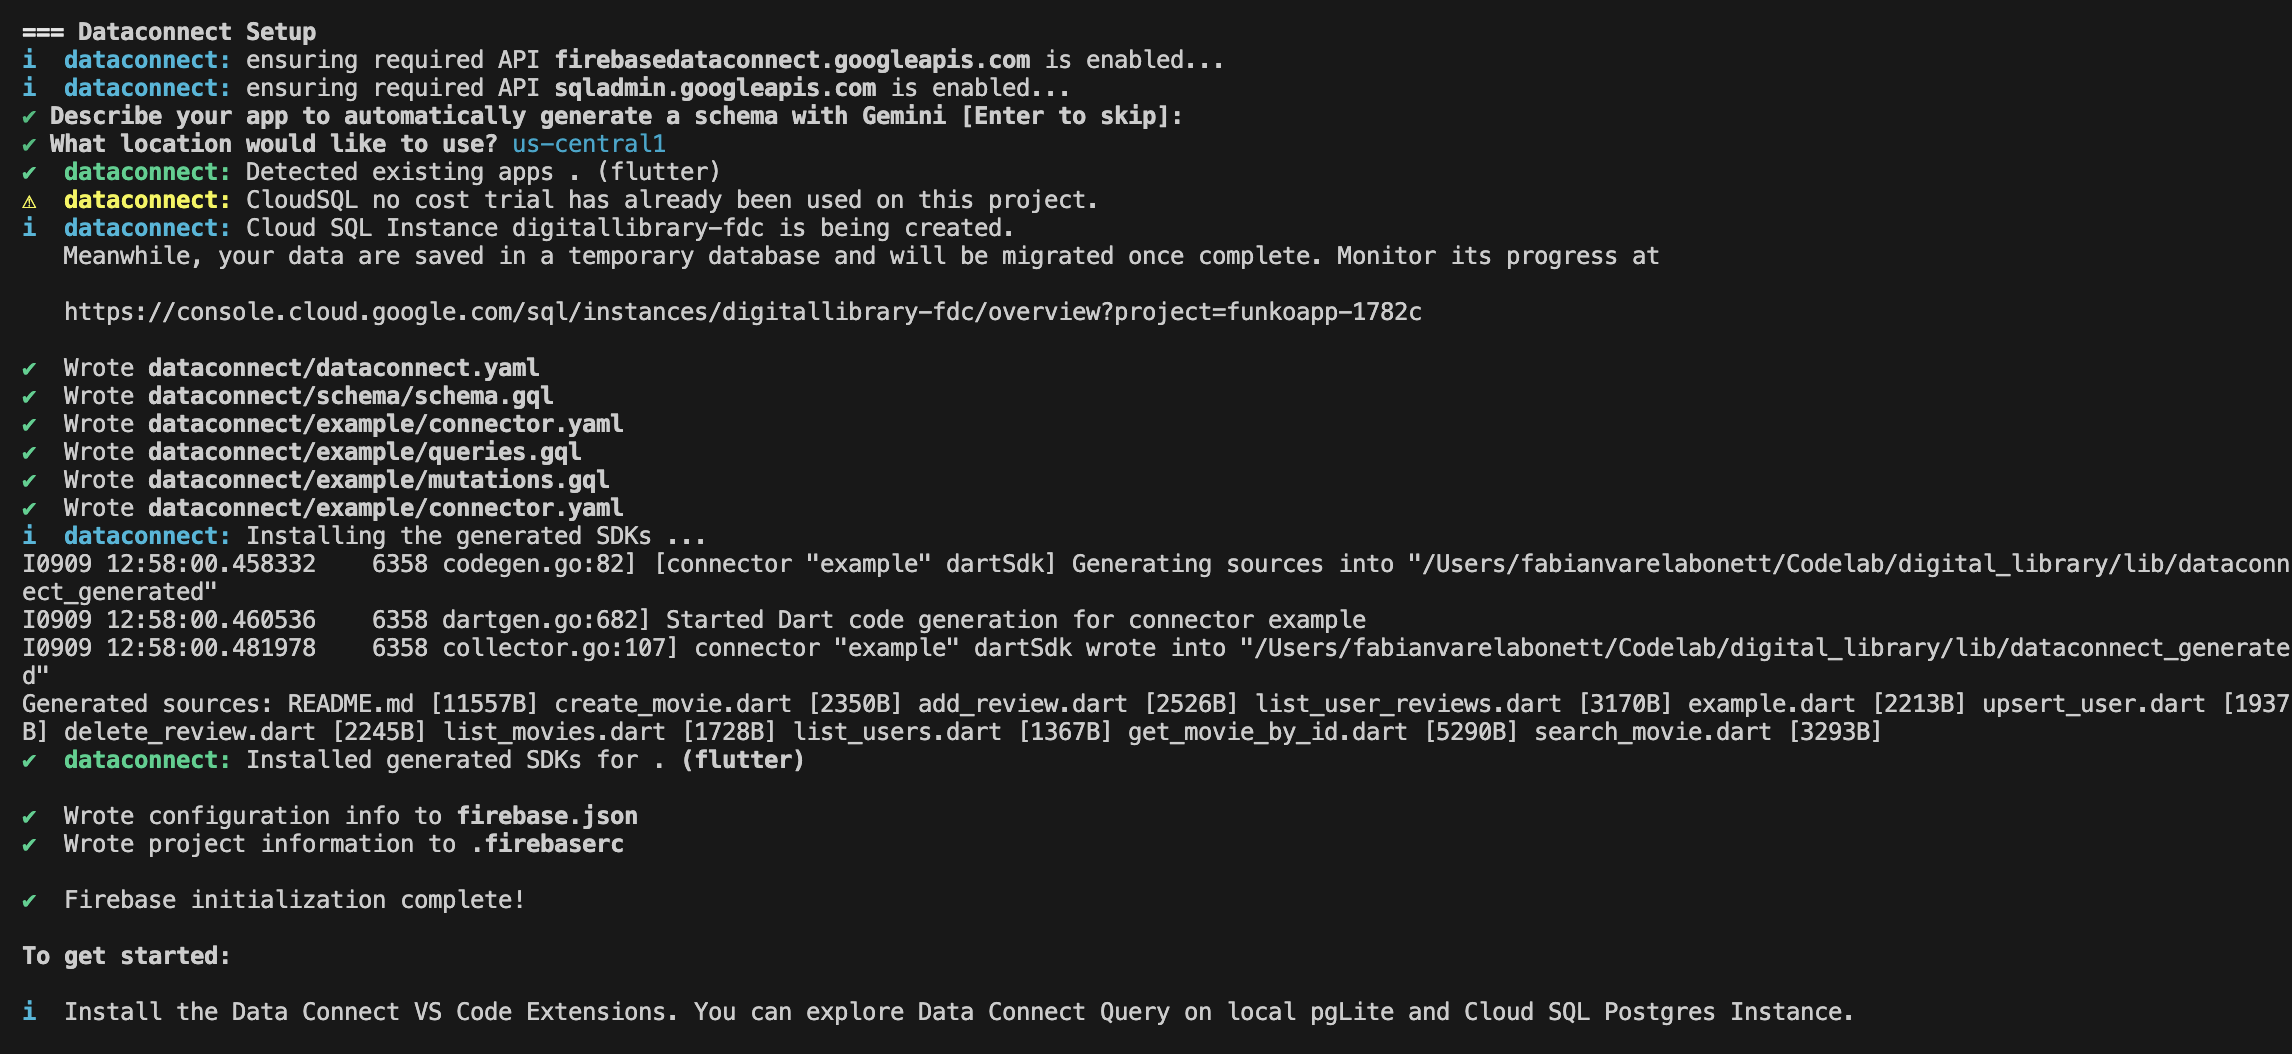 === Dataconnect Setup
i  dataconnect: ensuring required API firebasedataconnect.googleapis.com is enabled...
i  dataconnect: ensuring required API sqladmin.googleapis.com is enabled...
✔ Describe your app to automatically generate a schema with Gemini [Enter to skip]:
✔ What location would like to use? us-central1
✔  dataconnect: Detected existing apps . (flutter)
⚠  dataconnect: CloudSQL no cost trial has already been used on this project.
i  dataconnect: Cloud SQL Instance digitallibrary-fdc is being created.
   Meanwhile, your data are saved in a temporary database and will be migrated once complete. Monitor its progress at
   https://console.cloud.google.com/sql/instances/digitallibrary-fdc/overview?project=funkoapp-1782c
✔  Wrote dataconnect/dataconnect.yaml
✔  Wrote dataconnect/schema/schema.gql
✔  Wrote dataconnect/example/connector.yaml
✔  Wrote dataconnect/example/queries.gql
✔  Wrote dataconnect/example/mutations.gql
✔  Wrote dataconnect/example/connector.yaml
i  dataconnect: Installing the generated SDKs ...
I0909 12:58:00.458332    6358 codegen.go:82] [connector "example" dartSdk] Generating sources into "/Users/fabianvarelabonett/Codelab/digital_library/lib/dataconn
ect_generated"
I0909 12:58:00.460536    6358 dartgen.go:682] Started Dart code generation for connector example
I0909 12:58:00.481978    6358 collector.go:107] connector "example" dartSdk wrote into "/Users/fabianvarelabonett/Codelab/digital_library/lib/dataconnect_generate
d"
Generated sources: README.md [11557B] create_movie.dart [2350B] add_review.dart [2526B] list_user_reviews.dart [3170B] example.dart [2213B] upsert_user.dart [1937
B] delete_review.dart [2245B] list_movies.dart [1728B] list_users.dart [1367B] get_movie_by_id.dart [5290B] search_movie.dart [3293B]
✔  dataconnect: Installed generated SDKs for . (flutter)
✔  Wrote configuration info to firebase.json
✔  Wrote project information to .firebaserc
✔  Firebase initialization complete!
To get started:
i  Install the Data Connect VS Code Extensions. You can explore Data Connect Query on local pgLite and Cloud SQL Postgres Instance.